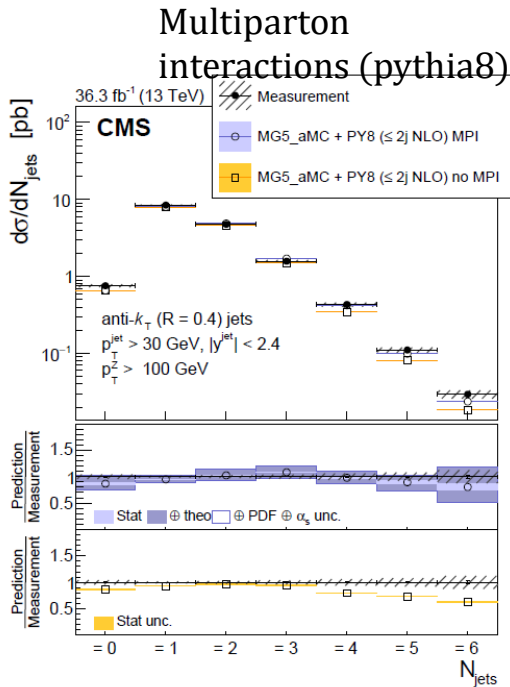 Multiparton
interactions (pythia8)
36.3 fb⁻¹ (13 TeV)
Measurement
MG5_aMC + PY8 (≤ 2j NLO) MPI
MG5_aMC + PY8 (≤ 2j NLO) no MPI
CMS
dσ/dN_jets [pb]
10²
10
1
10⁻¹
anti-k_T (R = 0.4) jets
p_T^jet > 30 GeV, |y^jet| < 2.4
p_T^Z > 100 GeV
Prediction
Measurement
1.5
1
0.5
Stat ⊕ theo ⊕ PDF ⊕ α_s unc.
Prediction
Measurement
1.5
1
0.5
Stat unc.
= 0 = 1 = 2 = 3 = 4 = 5 = 6
N_jets